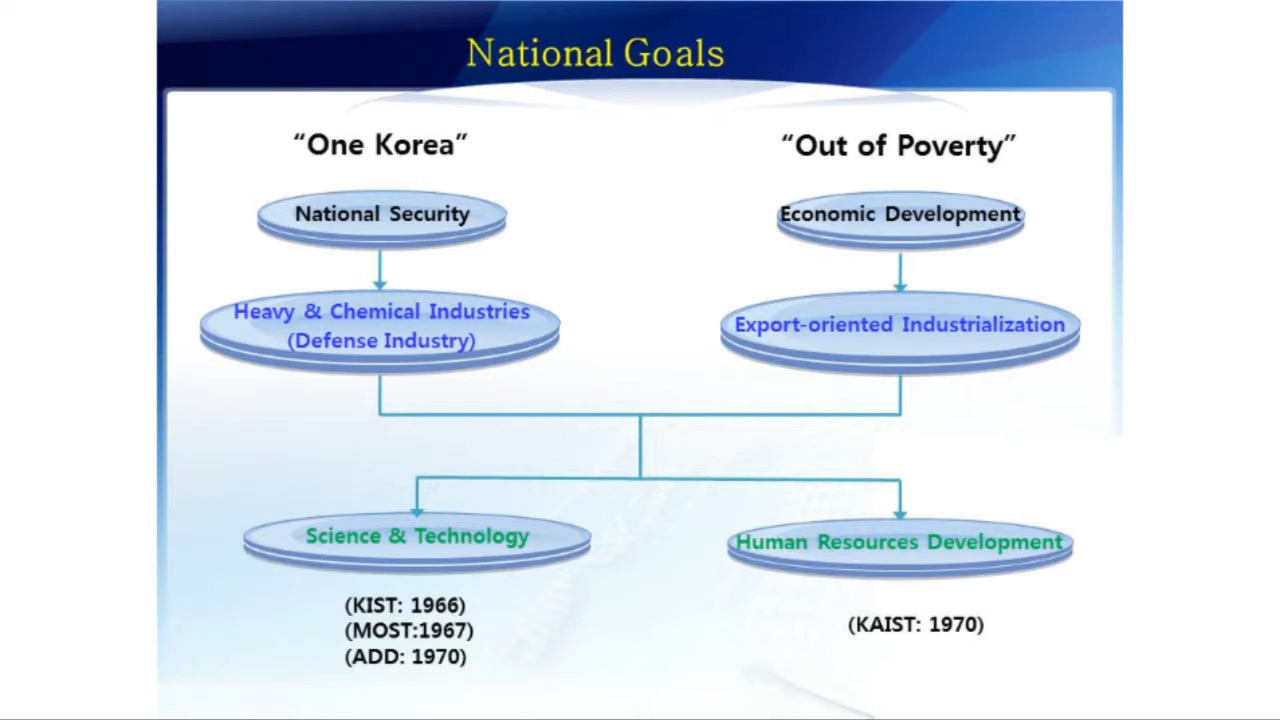 National Goals
“One Korea”
“Out of Poverty”
National Security
Economic Development
Heavy & Chemical Industries
(Defense Industry)
Export-oriented Industrialization
Science & Technology
Human Resources Development
(KIST: 1966)
(MOST:1967)
(ADD: 1970)
(KAIST: 1970)